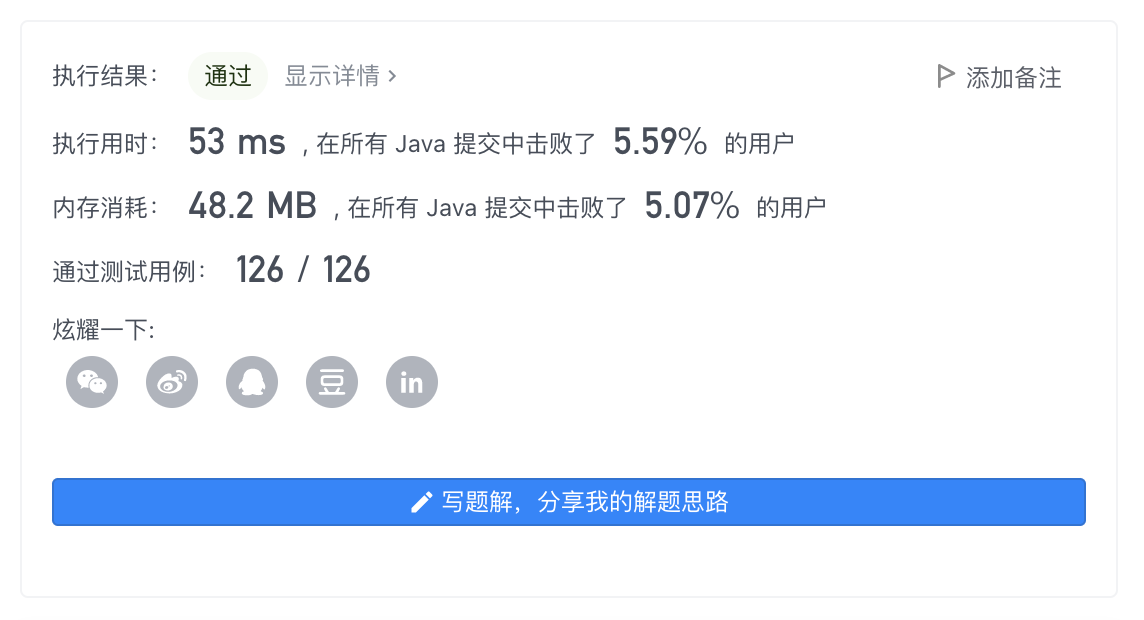 执行结果： 通过 显示详情 › 添加备注
执行用时： 53 ms , 在所有 Java 提交中击败了 5.59% 的用户
内存消耗： 48.2 MB , 在所有 Java 提交中击败了 5.07% 的用户
通过测试用例： 126 / 126
炫耀一下:
豆 in
写题解，分享我的解题思路